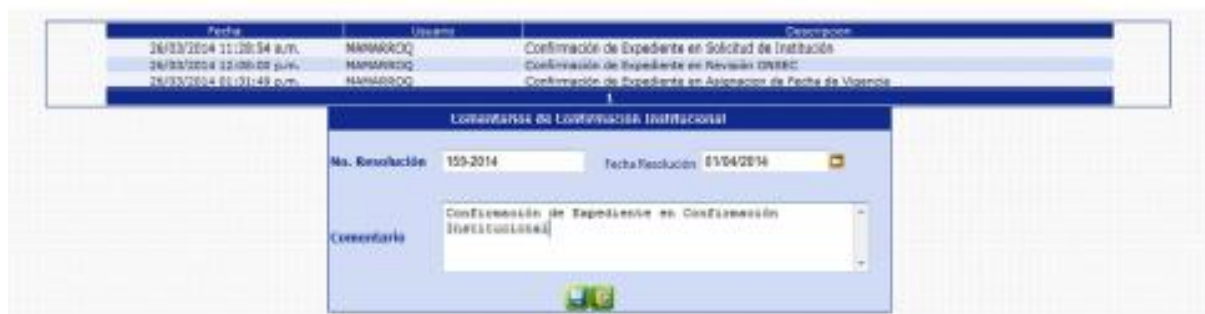 Fecha Usuario Descripcion
26/03/2014 11:28:54 a.m. MAMARROQ Confirmación de Expediente en Solicitud de Institución
26/03/2014 12:08:00 p.m. MAMARROQ Confirmación de Expediente en Revisión ONSEC
26/03/2014 01:31:49 p.m. MAMARROQ Confirmación de Expediente en Asignacion de Fecha de Vigencia
1
Comentarios de Confirmación Institucional
No. Resolución 159-2014 Fecha Resolución 01/04/2014
Confirmación de Expediente en Confirmación
Institucional
Comentario